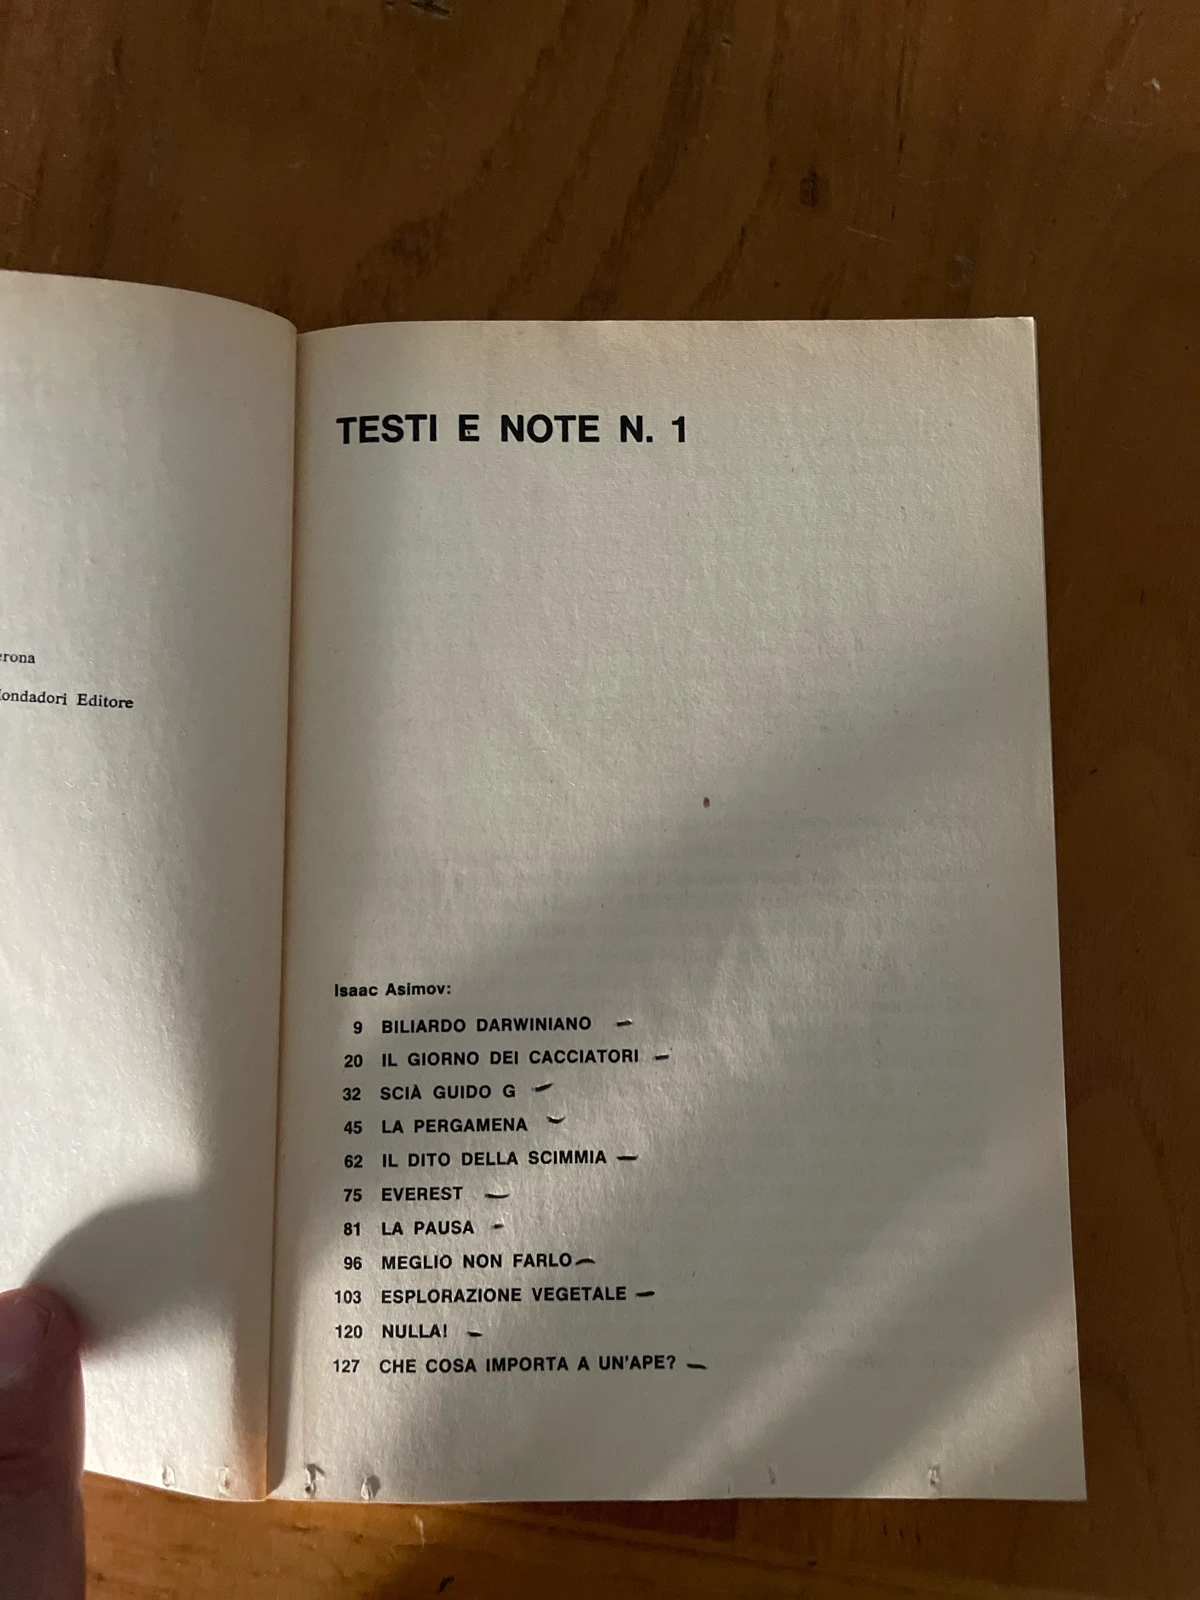 Editore
TESTI E NOTE N. 1
Isaac Asimov:
9 BILIARDO DARWINIANO
20 IL GIORNO DEI CACCIATORI
32 SCIÀ GUIDO G
45 LA PERGAMENA
62 IL DITO DELLA SCIMMIA
75 EVEREST
81 LA PAUSA
96 MEGLIO NON FARLO
103 ESPLORAZIONE VEGETALE
120 NULLA!
127 CHE COSA IMPORTA A UN'APE?